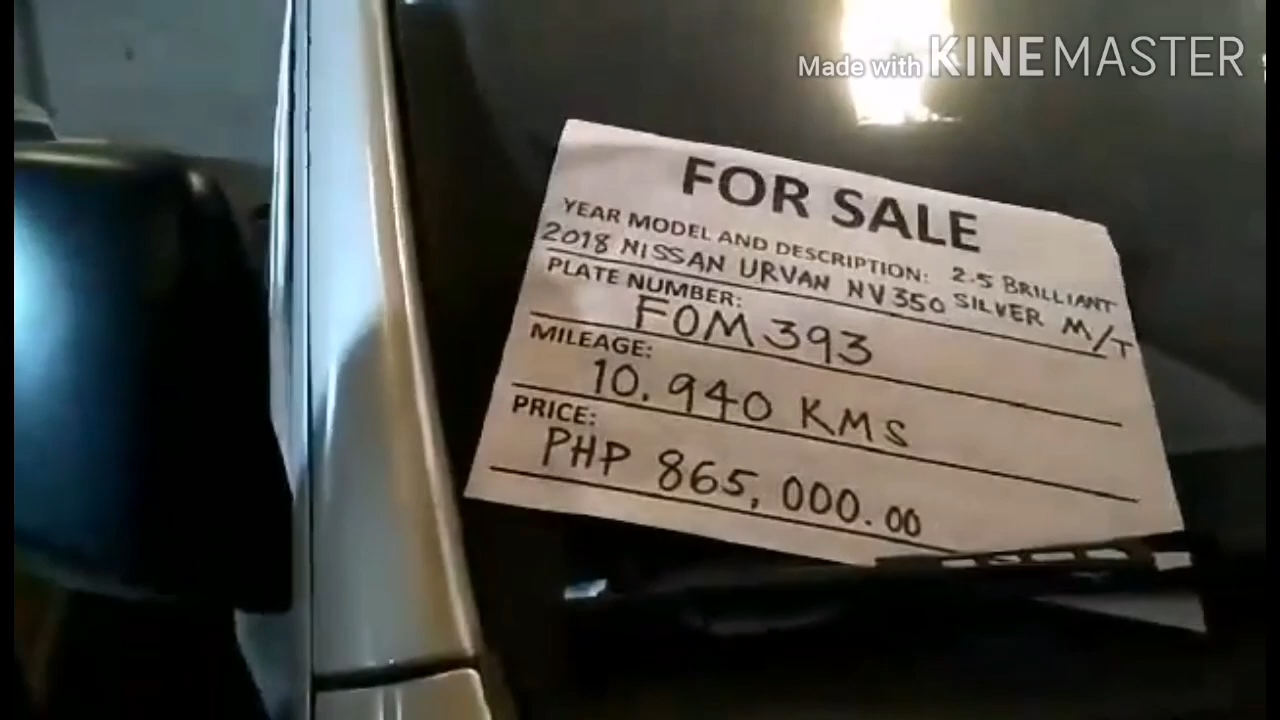 Made with KINEMASTER
FOR SALE
YEAR MODEL AND DESCRIPTION: 2.5 BRILLIANT
2018 NISSAN URVAN NV350 SILVER M/T
PLATE NUMBER:
FOM393
MILEAGE:
10.940 KMS
PRICE:
PHP 865,000.00